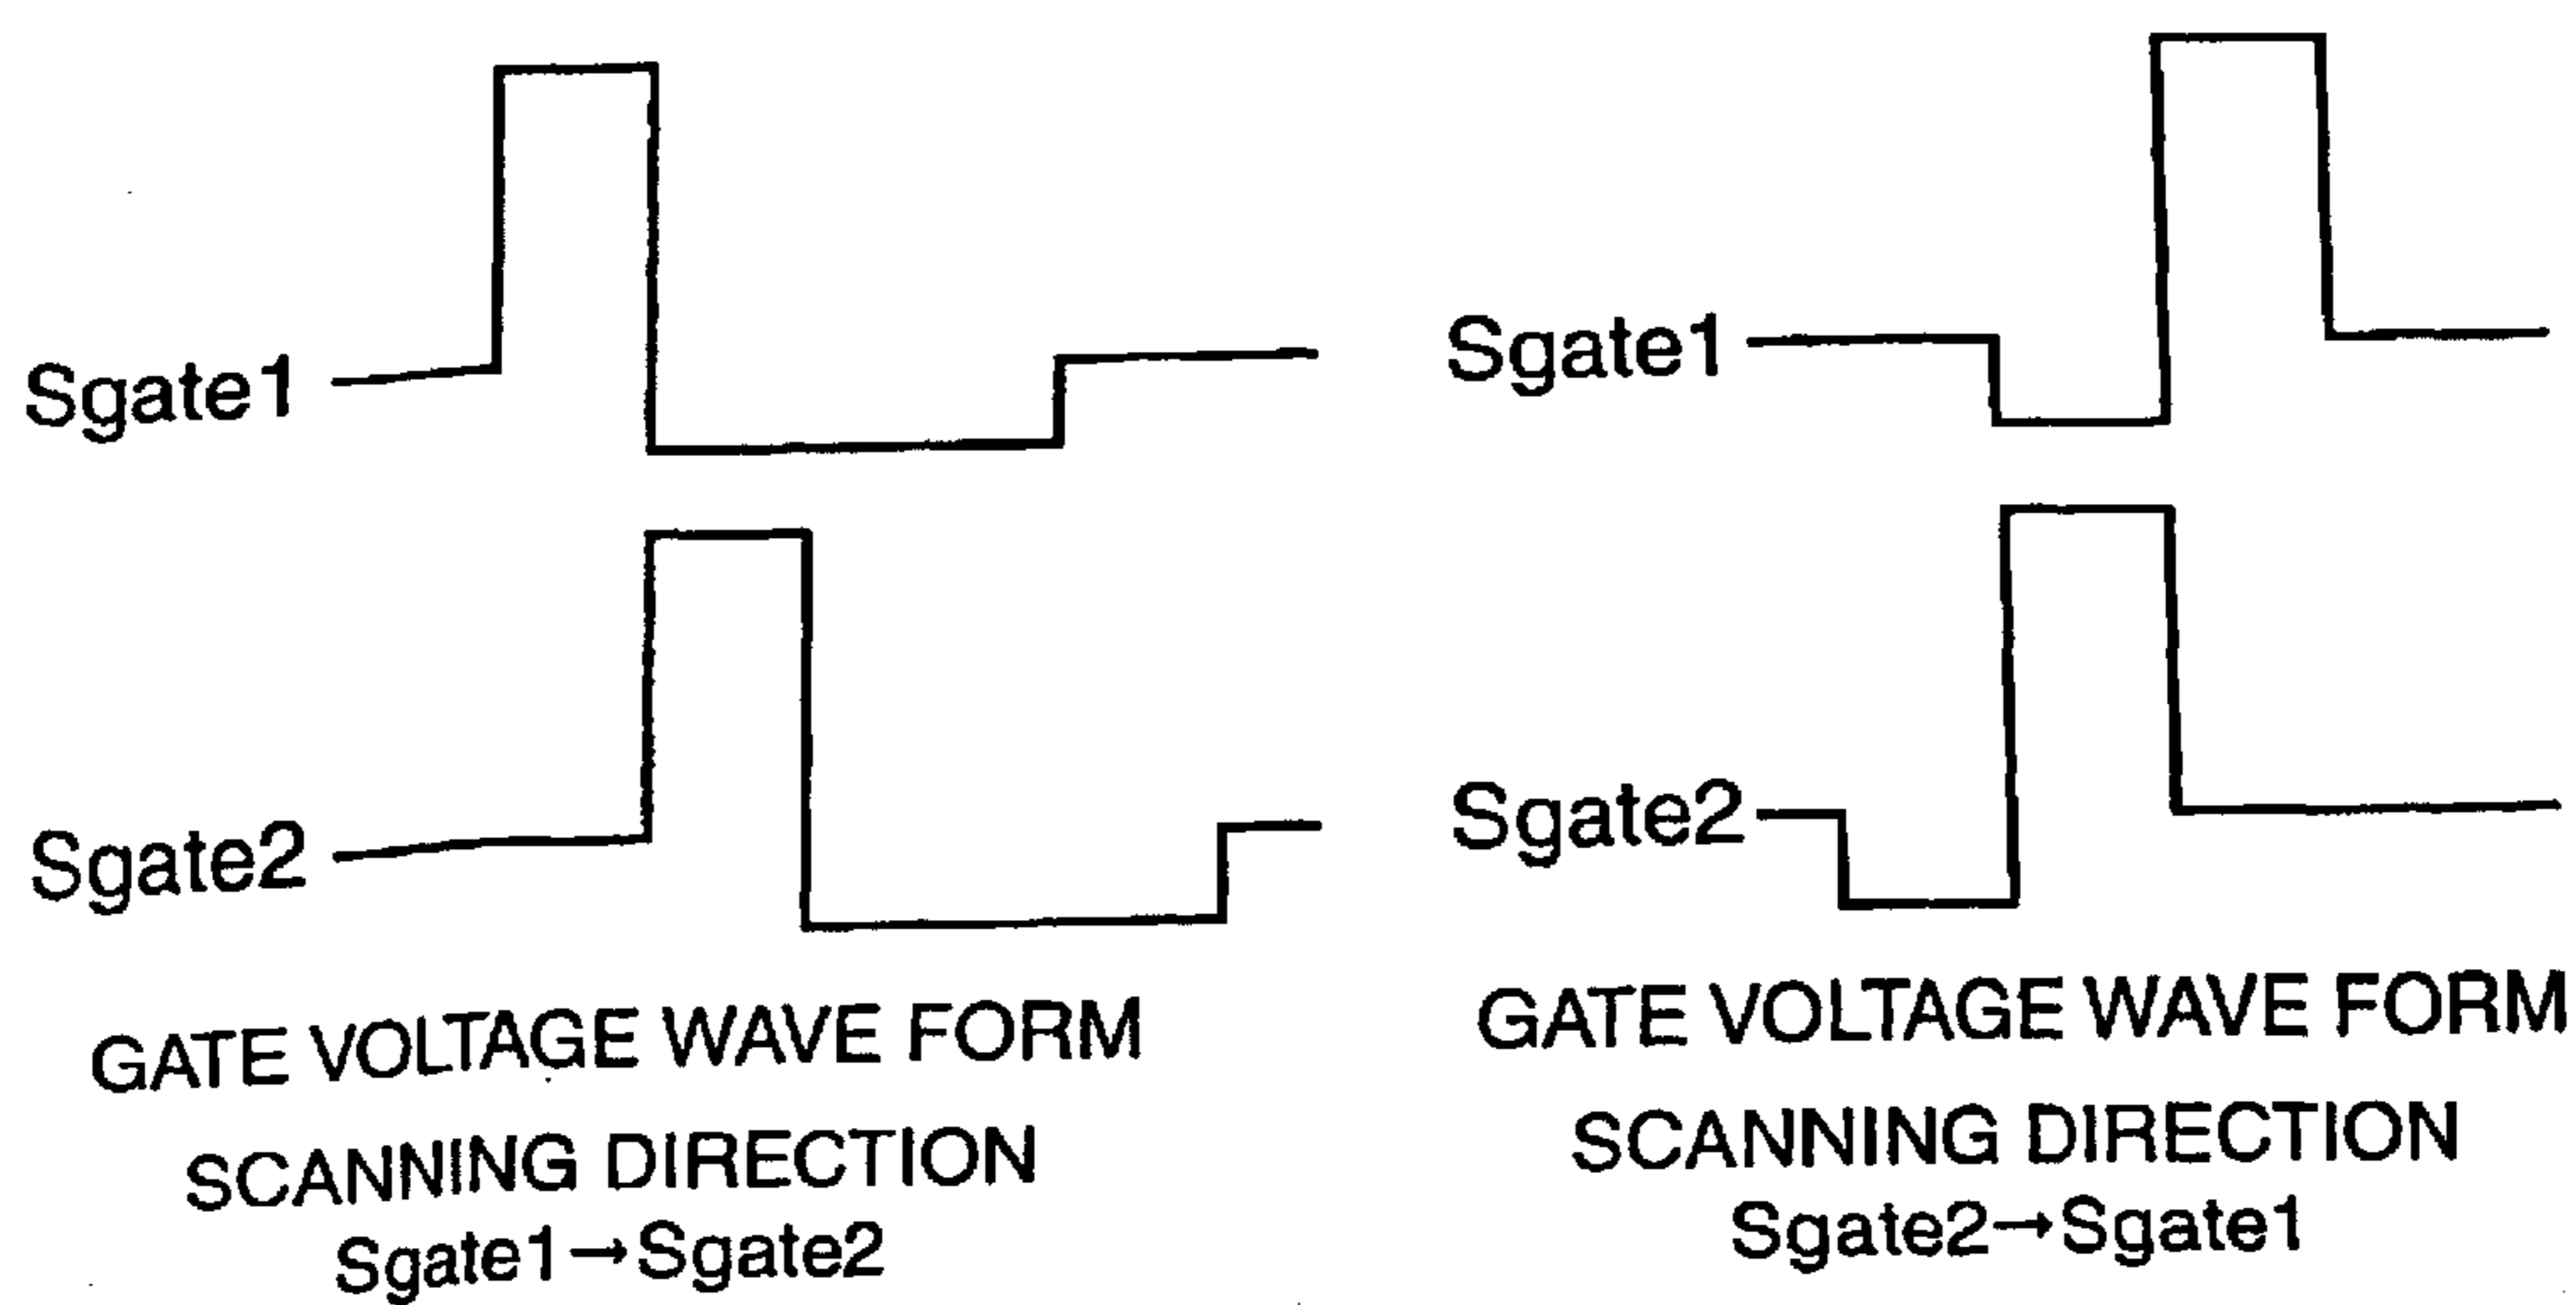 Sgate1
Sgate2
GATE VOLTAGE WAVE FORM
SCANNING DIRECTION
Sgate1→Sgate2
Sgate1
Sgate2
GATE VOLTAGE WAVE FORM
SCANNING DIRECTION
Sgate2→Sgate1